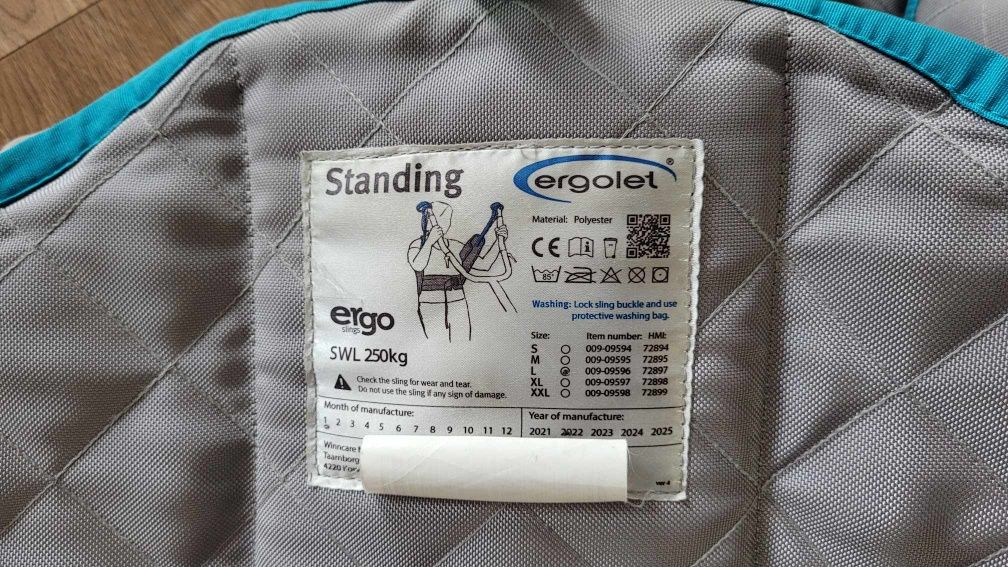 Standing
ergolet®
Material: Polyester
CE
85°
ergo
slings
Washing: Lock sling buckle and use
protective washing bag.
SWL 250kg
Size: Item number: HMI:
S 009-09594 72894
M 009-09595 72895
L 009-09596 72897
XL 009-09597 72898
XXL 009-09598 72899
Check the sling for wear and tear.
Do not use the sling if any sign of damage.
Month of manufacture:
1 2 3 4 5 6 7 8 9 10 11 12
Year of manufacture:
2021 2022 2023 2024 2025
Winncare
Taarnborg
4220
ver 4